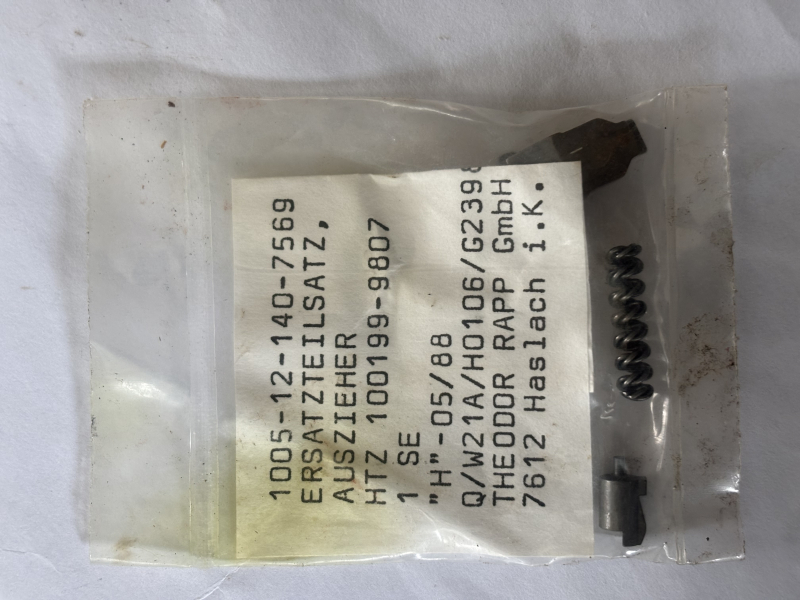 1005-12-140-7569
ERSATZTEILSATZ,
AUSZIEHER
HTZ 100199-9807
1 SE
"H"-05/88
Q/W21A/H0106/G2398
THEODOR RAPP GmbH
7612 Haslach i.K.